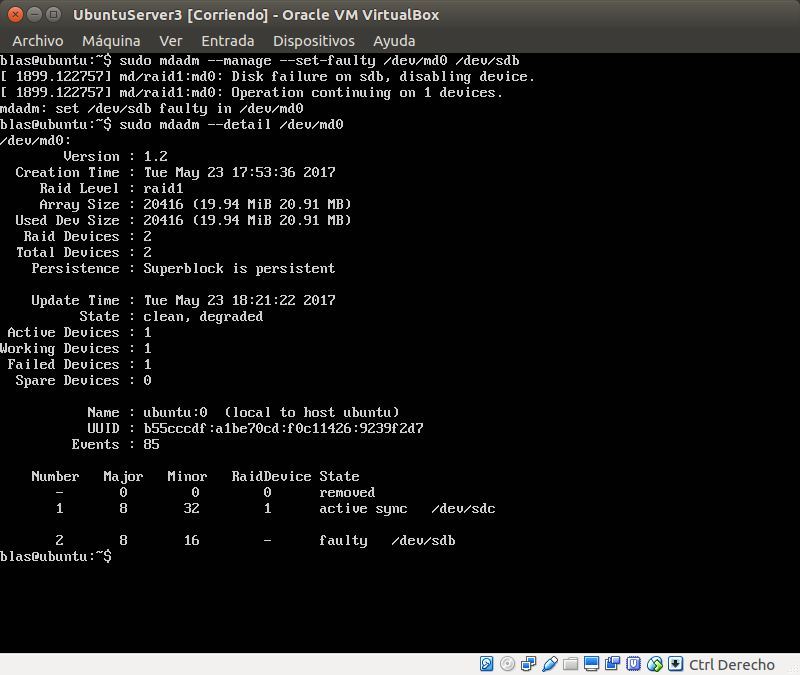 UbuntuServer3 [Corriendo] - Oracle VM VirtualBox
Archivo Máquina Ver Entrada Dispositivos Ayuda
blas@ubuntu:~$ sudo mdadm --manage --set-faulty /dev/md0 /dev/sdb
[ 1899.122757] md/raid1:md0: Disk failure on sdb, disabling device.
[ 1899.122757] md/raid1:md0: Operation continuing on 1 devices.
mdadm: set /dev/sdb faulty in /dev/md0
blas@ubuntu:~$ sudo mdadm --detail /dev/md0
/dev/md0:
Version : 1.2
Creation Time : Tue May 23 17:53:36 2017
Raid Level : raid1
Array Size : 20416 (19.94 MiB 20.91 MB)
Used Dev Size : 20416 (19.94 MiB 20.91 MB)
Raid Devices : 2
Total Devices : 2
Persistence : Superblock is persistent
Update Time : Tue May 23 18:21:22 2017
State : clean, degraded
Active Devices : 1
Working Devices : 1
Failed Devices : 1
Spare Devices : 0
Name : ubuntu:0  (local to host ubuntu)
UUID : b55cccdf:a1be70cd:f0c11426:9239f2d7
Events : 85
Number   Major   Minor   RaidDevice State
-       0        0        0      removed
1       8       32        1      active sync   /dev/sdc
2       8       16        -      faulty   /dev/sdb
blas@ubuntu:~$
Ctrl Derecho